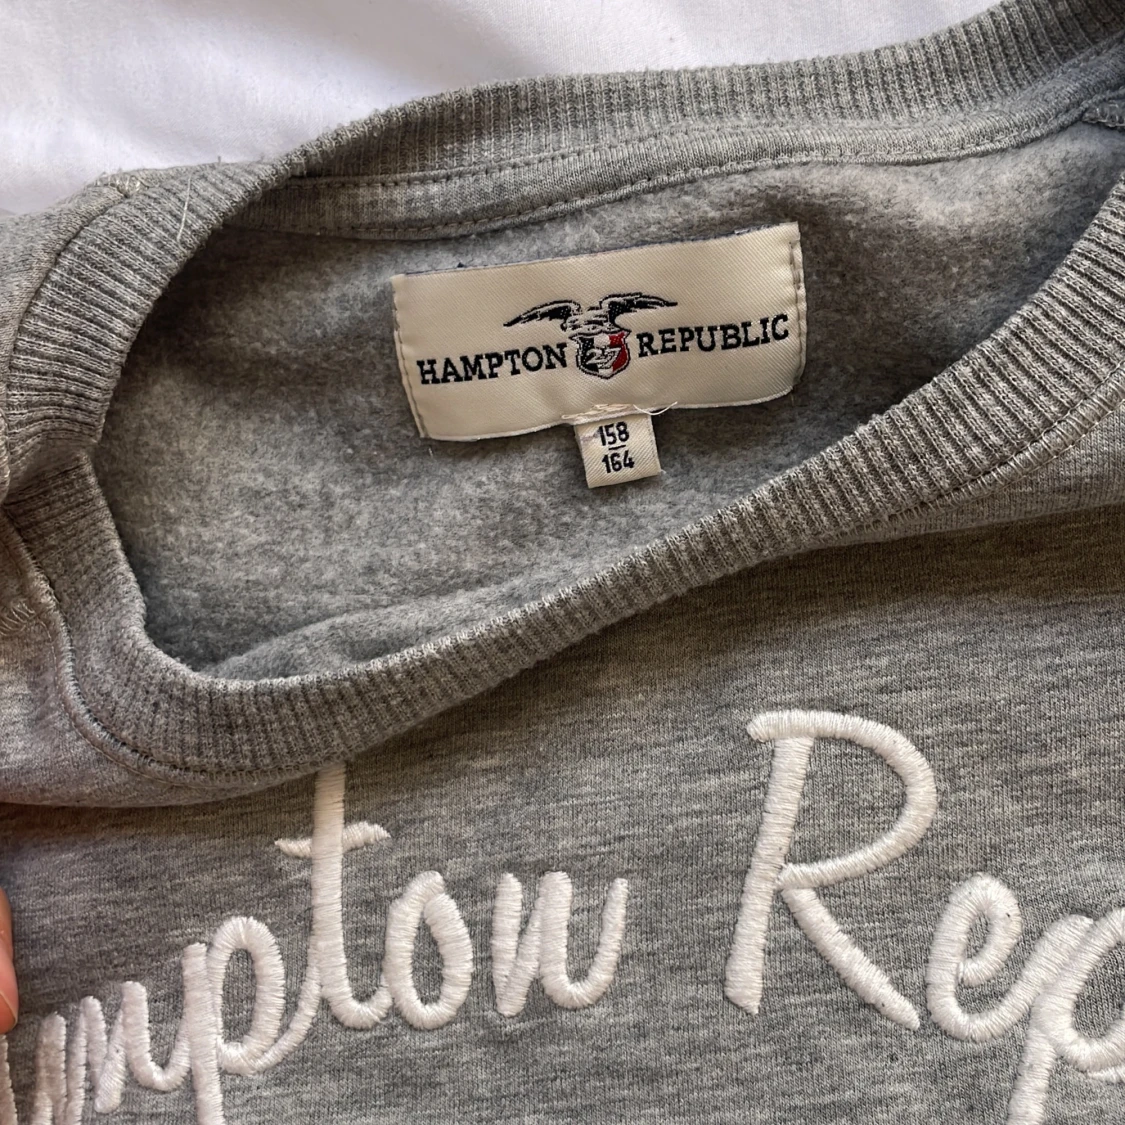 HAMPTON 27 REPUBLIC
158
164
mpton Rep